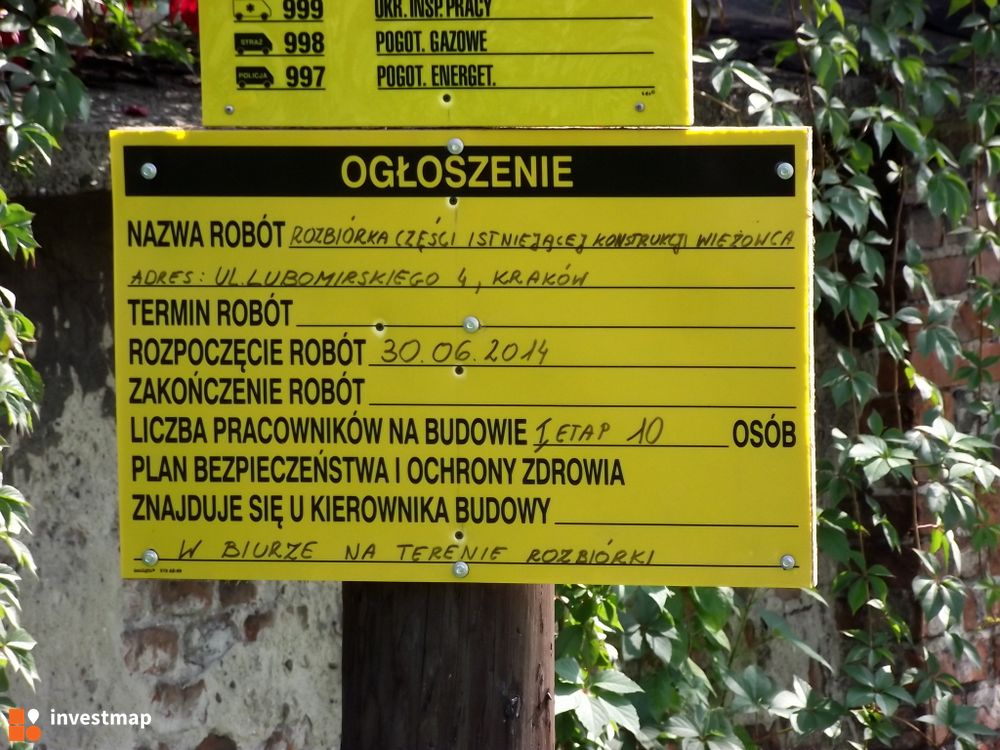 999 OKR. INSP. PRACY
STRAŻ 998 POGOT. GAZOWE
POLICJA 997 POGOT. ENERGET.
OGŁOSZENIE
NAZWA ROBÓT ROZBIÓRKA CZĘŚCI ISTNIEJĄCEJ KONSTRUKCJI WIEŻOWCA
ADRES: UL. LUBOMIRSKIEGO 4, KRAKÓW
TERMIN ROBÓT
ROZPOCZĘCIE ROBÓT 30.06.2014
ZAKOŃCZENIE ROBÓT
LICZBA PRACOWNIKÓW NA BUDOWIE I ETAP 10 OSÓB
PLAN BEZPIECZEŃSTWA I OCHRONY ZDROWIA
ZNAJDUJE SIĘ U KIEROWNIKA BUDOWY
W BIURZE NA TERENIE ROZBIÓRKI
investmap